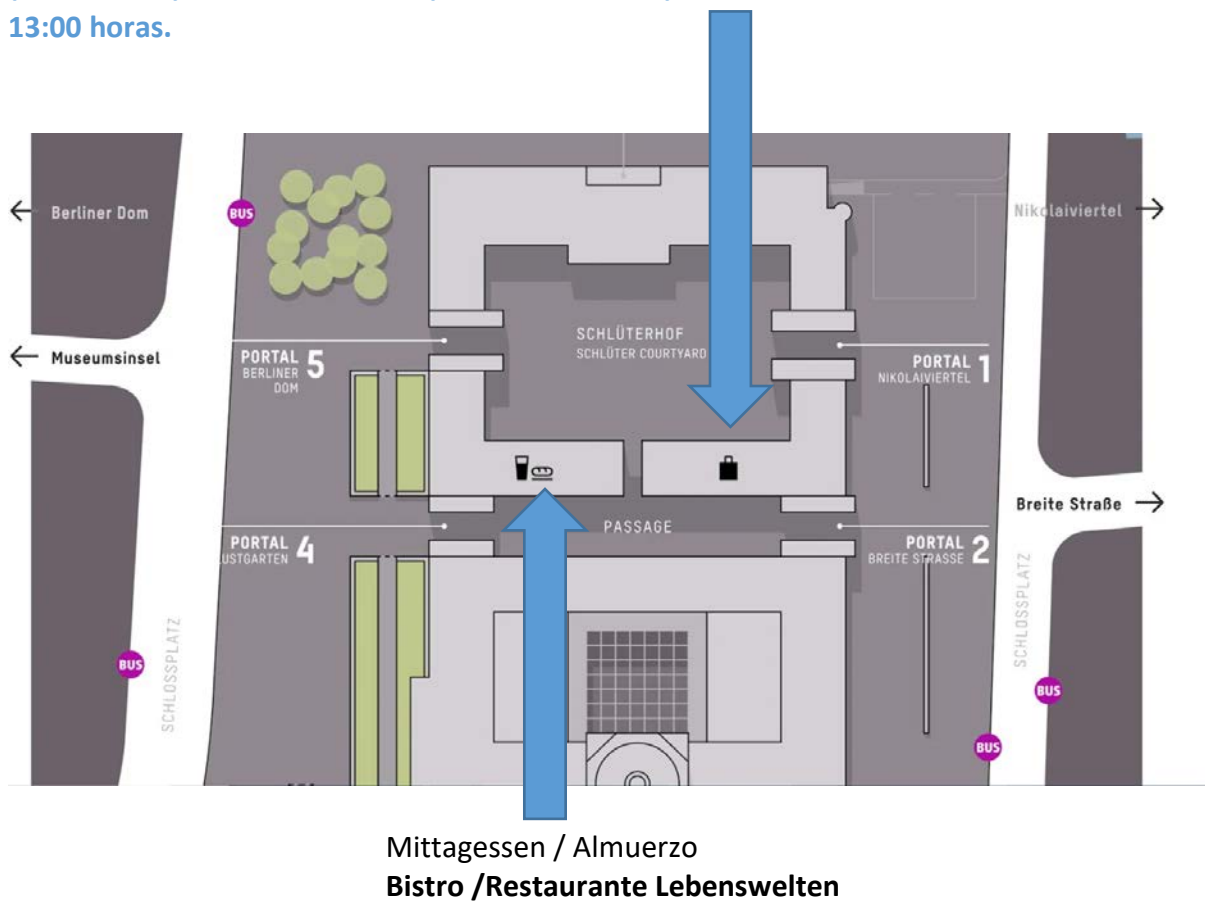 13:00 horas.
← Berliner Dom
BUS
Nikolaiviertel →
← Museumsinsel
SCHLÜTERHOF
SCHLÜTER COURTYARD
PORTAL 5
BERLINER
DOM
PORTAL 1
NIKOLAIVIERTEL
Breite Straße →
PASSAGE
PORTAL 4
USTGARTEN
PORTAL 2
BREITE STRASSE
SCHLOSSPLATZ
SCHLOSSPLATZ
BUS
BUS
BUS
Mittagessen / Almuerzo
Bistro /Restaurante Lebenswelten